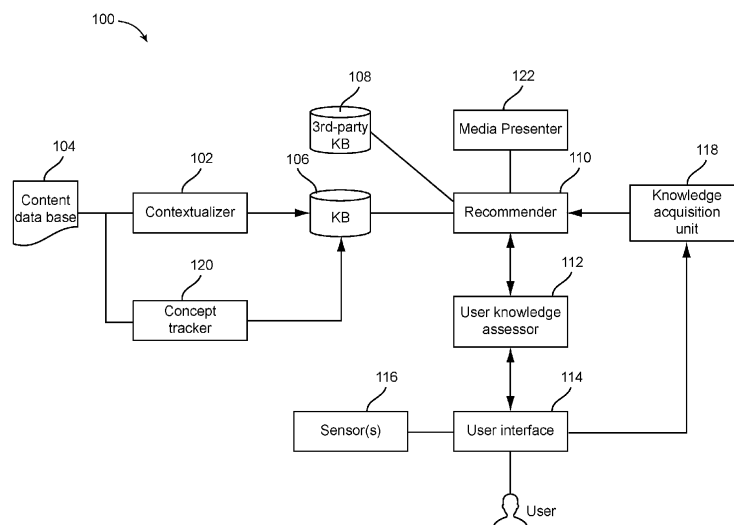 100
108
3rd-party
KB
122
Media Presenter
104
Content
data base
102
Contextualizer
106
KB
110
Recommender
118
Knowledge
acquisition
unit
120
Concept
tracker
112
User knowledge
assessor
116
Sensor(s)
114
User interface
User